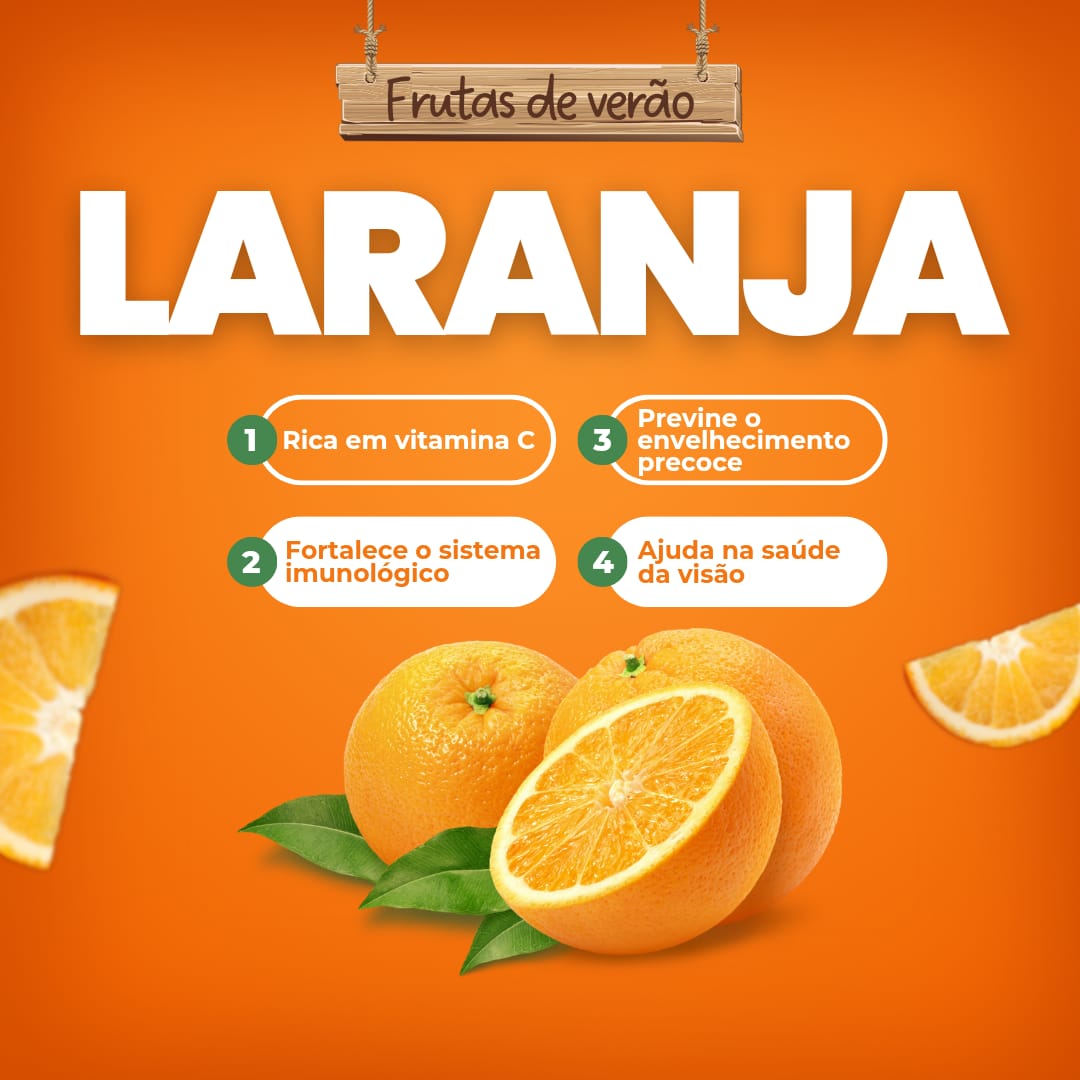 Frutas de verão
LARANJA
1
Rica em vitamina C
2
Fortalece o sistema
imunológico
3
Previne o
envelhecimento
precoce
4
Ajuda na saúde
da visão